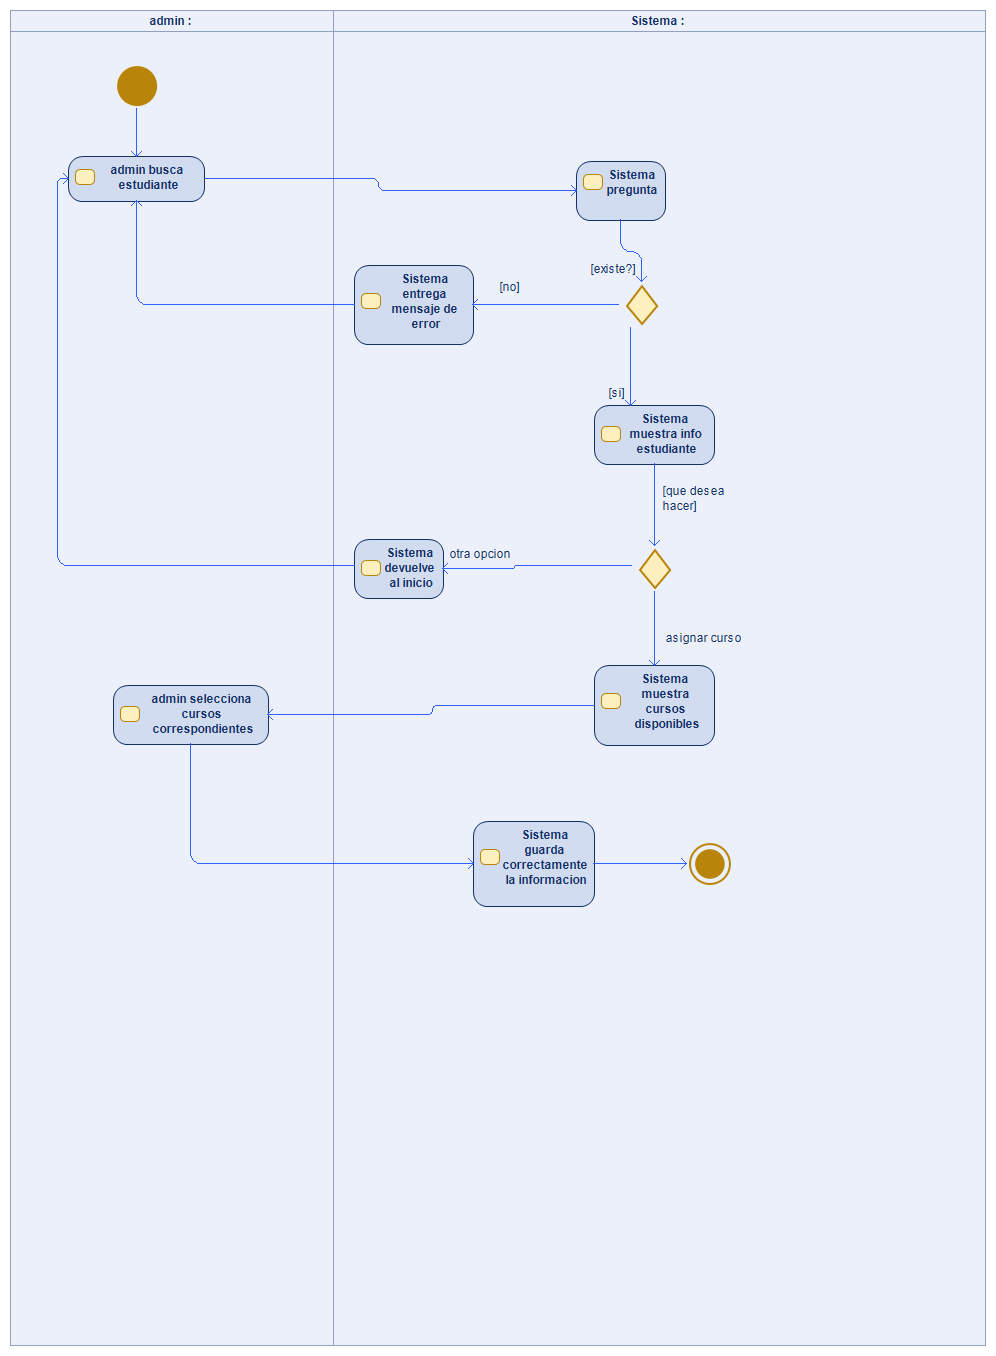 admin :
Sistema :
admin busca
estudiante
Sistema
pregunta
[existe?]
[no]
Sistema
entrega
mensaje de
error
[si]
Sistema
muestra info
estudiante
[que desea
hacer]
otra opcion
Sistema
devuelve
al inicio
asignar curso
Sistema
muestra
cursos
disponibles
admin selecciona
cursos
correspondientes
Sistema
guarda
correctamente
la informacion